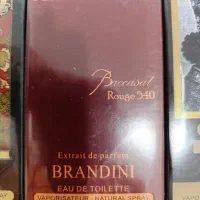 Baccarat
Rouge 540
Extrait de parfum
BRANDINI
EAU DE TOILETTE
VAPORISATEUR - NATURAL SPRAY